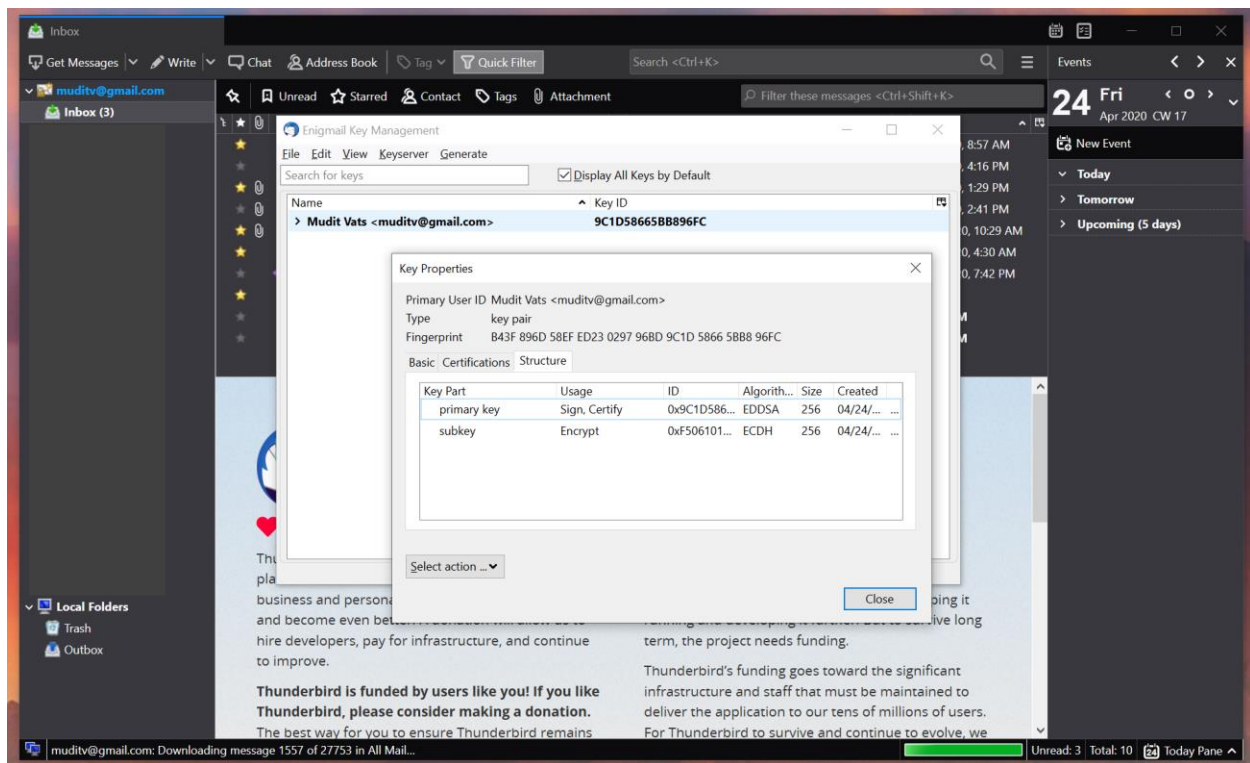 Inbox
Get Messages Write Chat Address Book Tag Quick Filter Search <Ctrl+K> Events
muditv@gmail.com
Inbox (3)
Unread Starred Contact Tags Attachment Filter these messages <Ctrl+Shift+K>
24 Fri
Apr 2020 CW 17
New Event
Today
Tomorrow
Upcoming (5 days)
8:57 AM
4:16 PM
1:29 PM
2:41 PM
0, 10:29 AM
0, 4:30 AM
0, 7:42 PM
Enigmail Key Management
File Edit View Keyserver Generate
Search for keys Display All Keys by Default
Name Key ID
Mudit Vats <muditv@gmail.com> 9C1D58665BB896FC
Key Properties
Primary User ID Mudit Vats <muditv@gmail.com>
Type key pair
Fingerprint B43F 896D 58EF ED23 0297 96BD 9C1D 5866 5BB8 96FC
Basic Certifications Structure
Key Part Usage ID Algorith... Size Created
primary key Sign, Certify 0x9C1D586... EDDSA 256 04/24/... ...
subkey Encrypt 0xF506101... ECDH 256 04/24/... ...
Select action ...
Close
Local Folders
Trash
Outbox
business and persona
and become even
hire developers, pay for infrastructure, and continue
to improve.
Thunderbird is funded by users like you! If you like
Thunderbird, please consider making a donation.
The best way for you to ensure Thunderbird remains
ping it
long
term, the project needs funding.
Thunderbird's funding goes toward the significant
infrastructure and staff that must be maintained to
deliver the application to our tens of millions of users.
For Thunderbird to survive and continue to evolve, we
muditv@gmail.com: Downloading message 1557 of 27753 in All Mail... Unread: 3 Total: 10 24 Today Pane